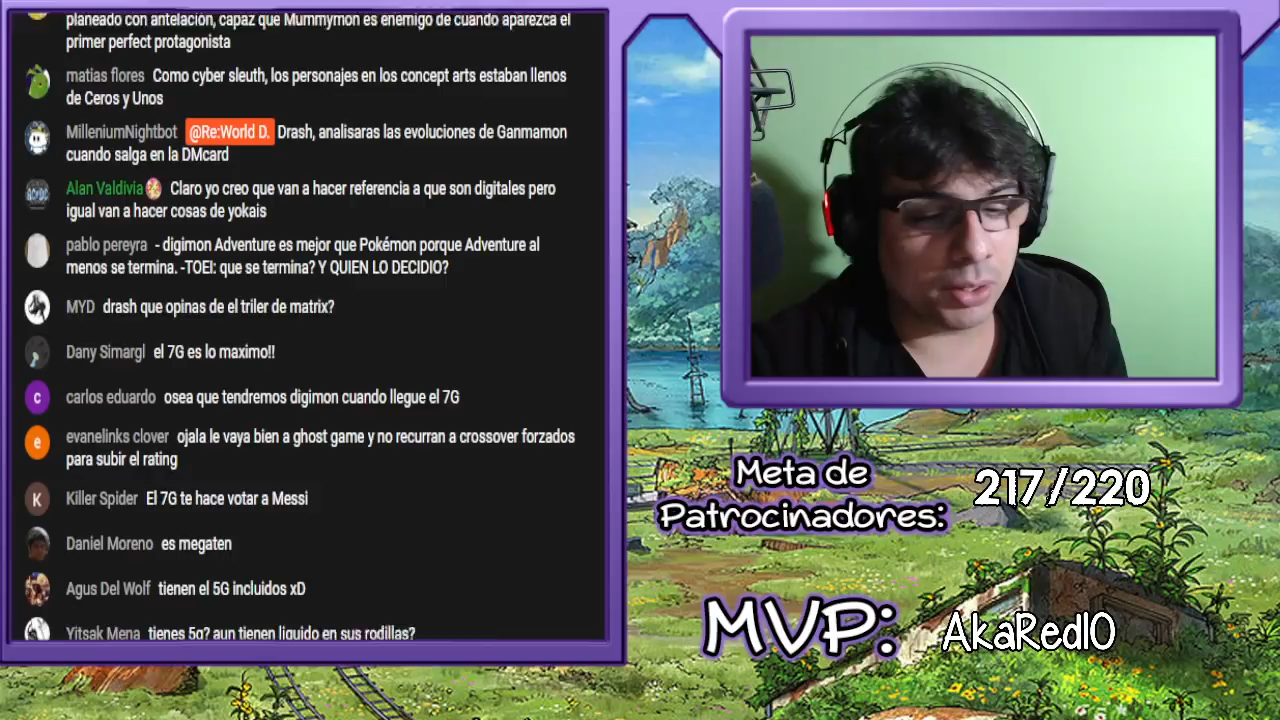 planeado con antelación, capaz que Mummymon es enemigo de cuando aparezca el
primer perfect protagonista
matias flores Como cyber sleuth, los personajes en los concept arts estaban llenos
de Ceros y Unos
MilleniumNightbot @Re:World D. Drash, analisaras las evoluciones de Ganmamon
cuando salga en la DMcard
Alan Valdivia Claro yo creo que van a hacer referencia a que son digitales pero
igual van a hacer cosas de yokais
pablo pereyra - digimon Adventure es mejor que Pokémon porque Adventure al
menos se termina. -TOEI: que se termina? Y QUIEN LO DECIDIO?
MYD drash que opinas de el triler de matrix?
Dany Simargl el 7G es lo maximo!!
c carlos eduardo osea que tendremos digimon cuando llegue el 7G
e evanelinks clover ojala le vaya bien a ghost game y no recurran a crossover forzados
para subir el rating
K Killer Spider El 7G te hace votar a Messi
Daniel Moreno es megaten
Agus Del Wolf tienen el 5G incluidos xD
Yitsak Mena tienes 5g? aun tienen liquido en sus rodillas?
Meta de
Patrocinadores: 217/220
MVP: AkaRed10